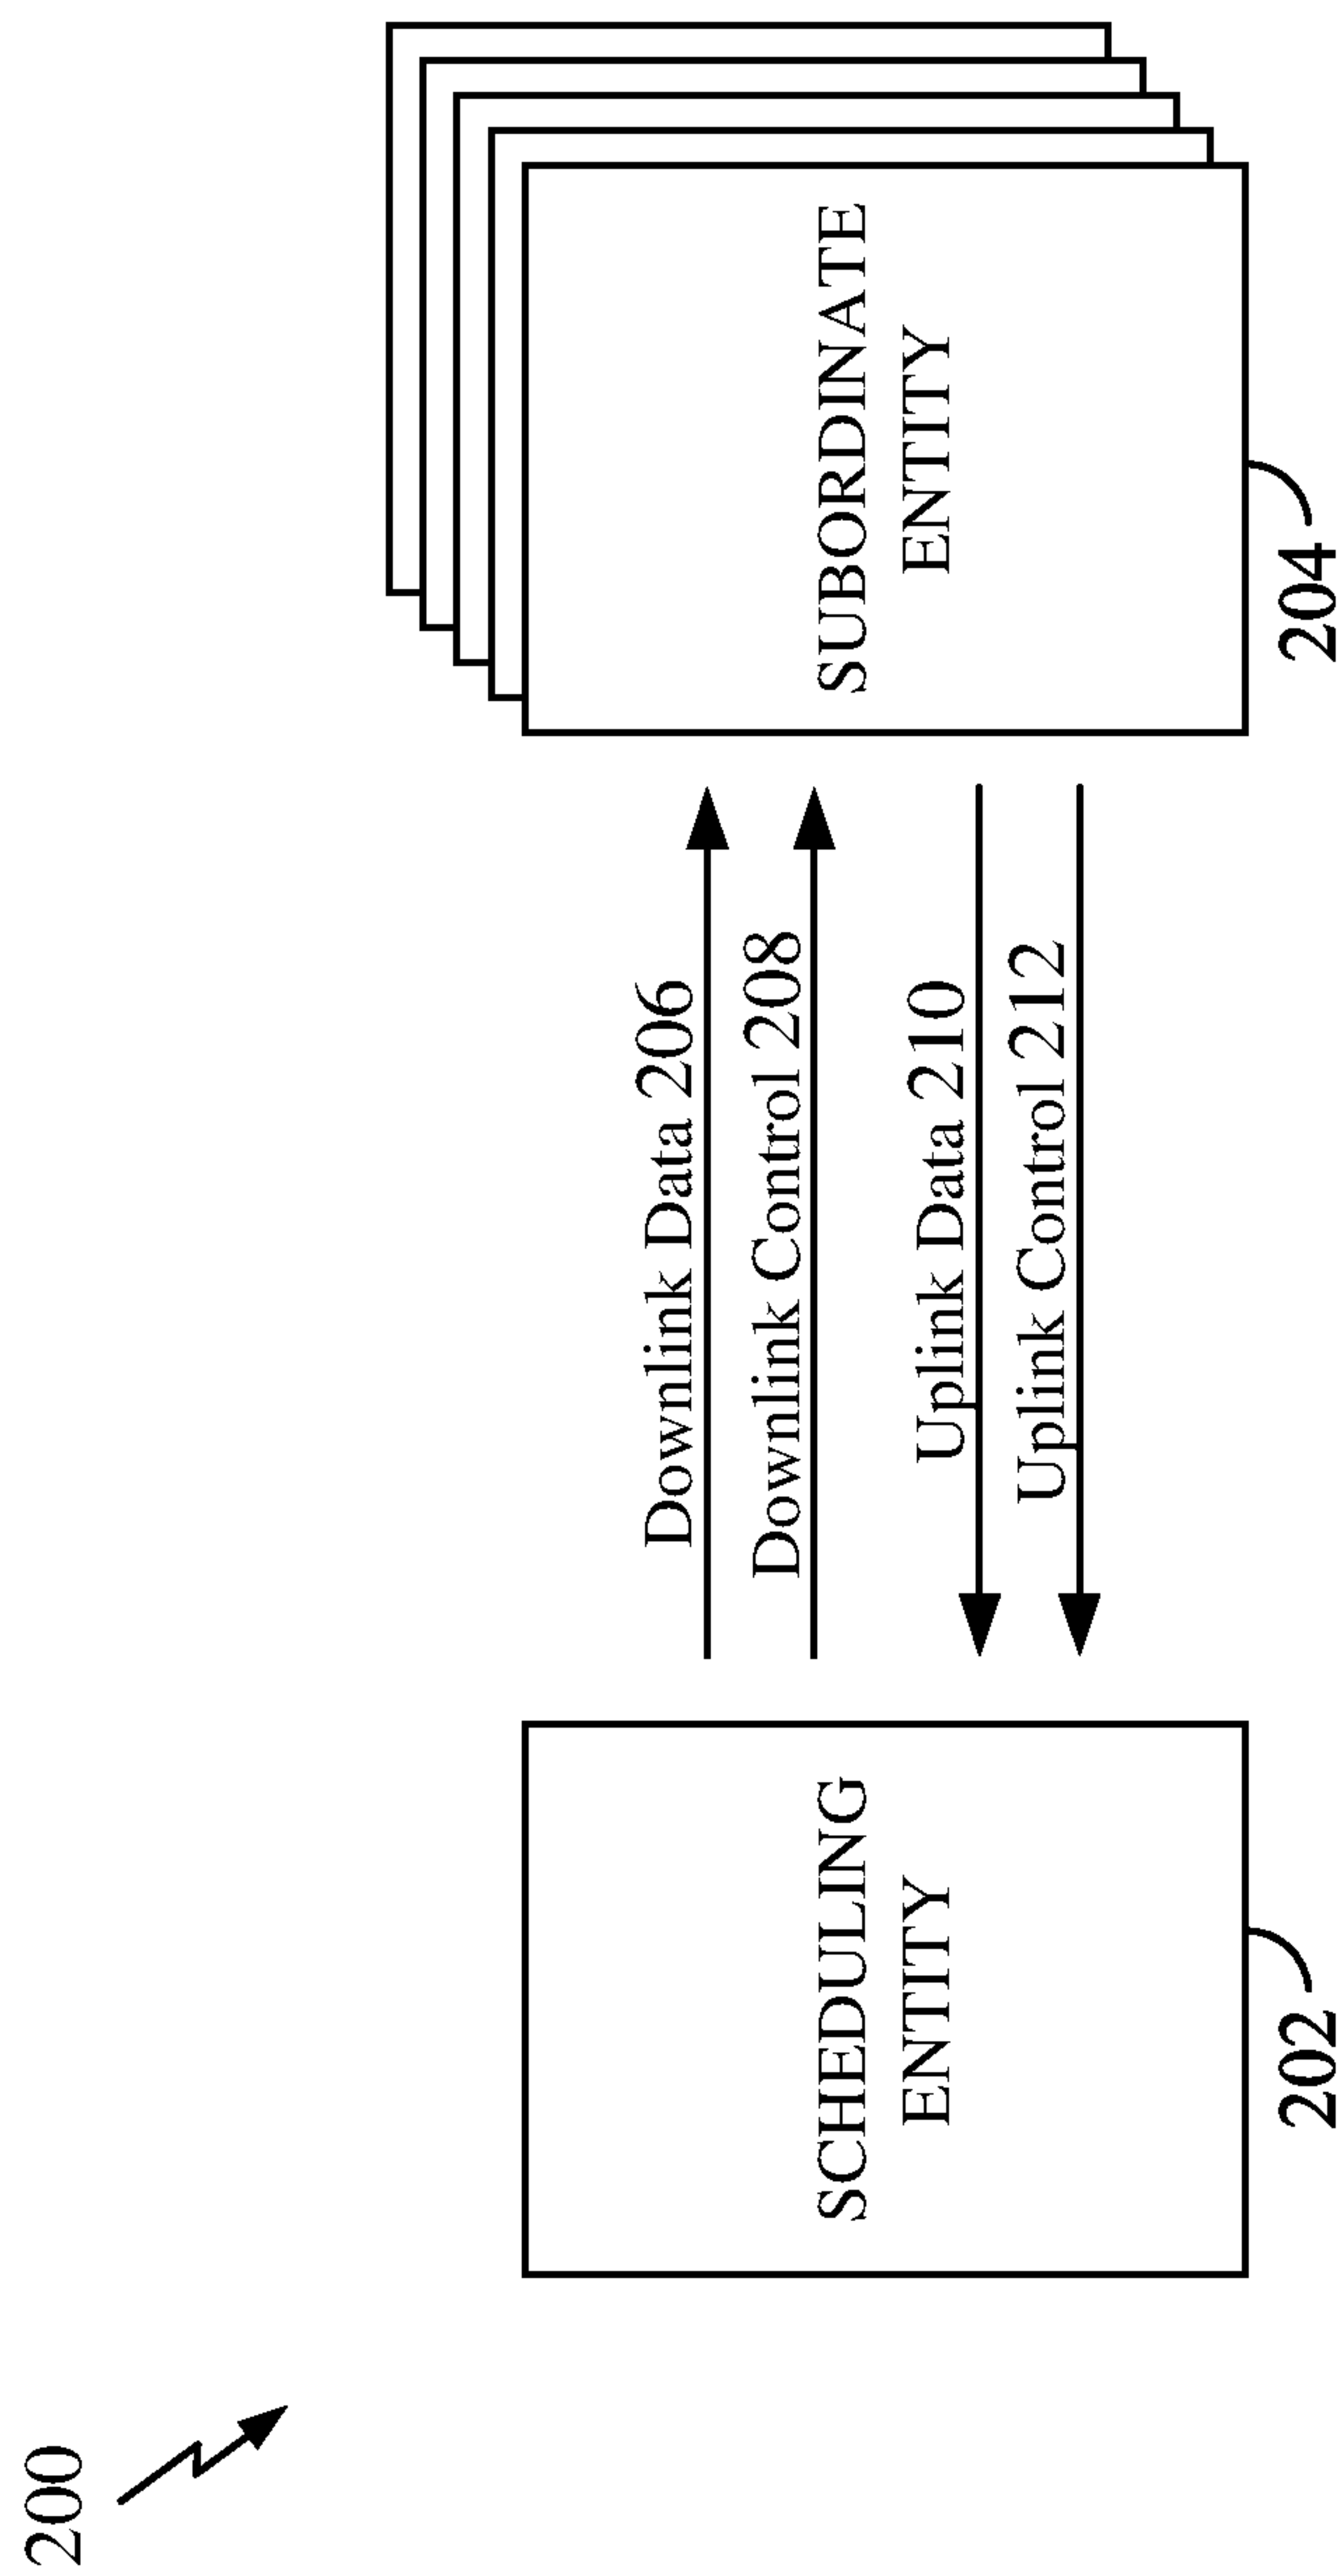 200
SCHEDULING
ENTITY
202
Downlink Data 206
Downlink Control 208
Uplink Data 210
Uplink Control 212
SUBORDINATE
ENTITY
204